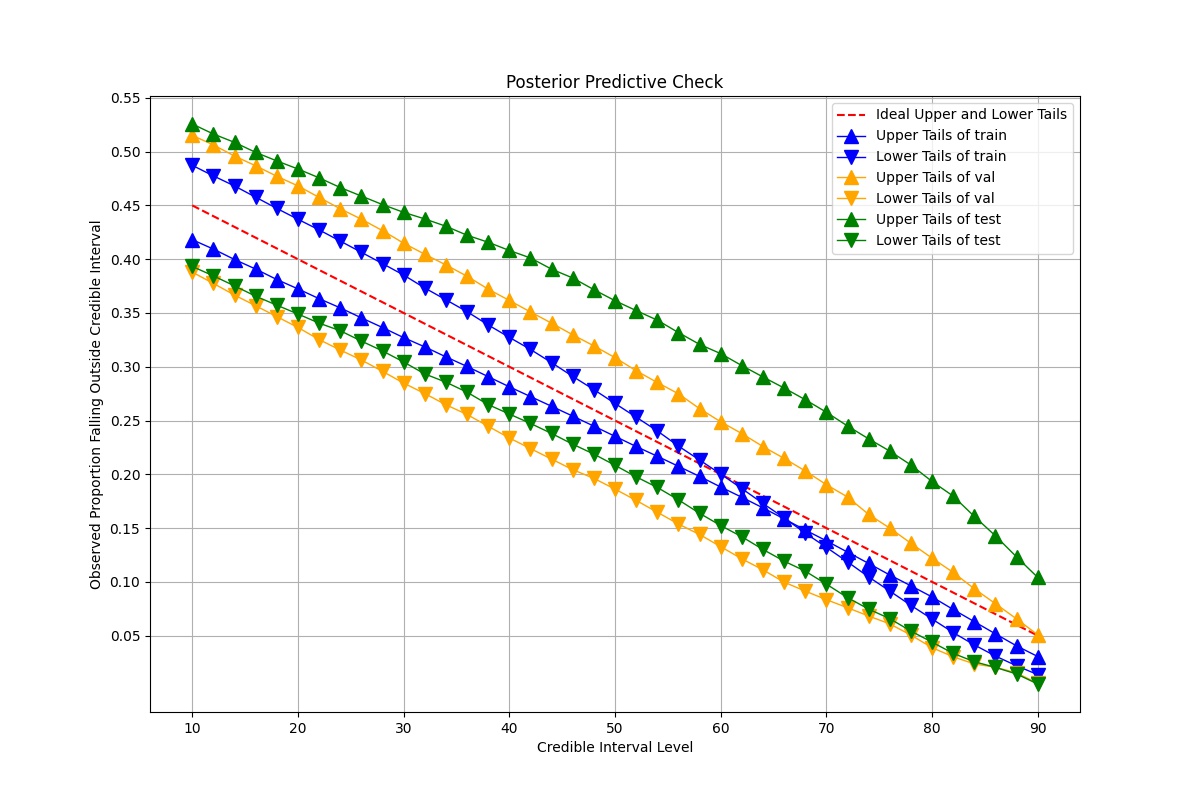 Posterior Predictive Check
Observed Proportion Falling Outside Credible Interval
0.55
0.50
0.45
0.40
0.35
0.30
0.25
0.20
0.15
0.10
0.05
Ideal Upper and Lower Tails
Upper Tails of train
Lower Tails of train
Upper Tails of val
Lower Tails of val
Upper Tails of test
Lower Tails of test
10 20 30 40 50 60 70 80 90
Credible Interval Level